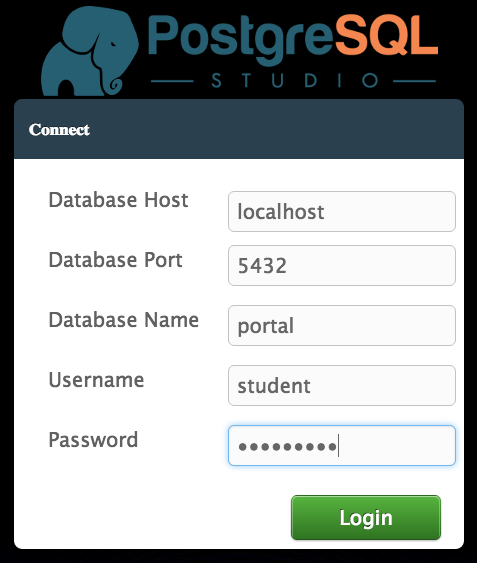 PostgreSQL
STUDIO
Connect
Database Host localhost
Database Port 5432
Database Name portal
Username student
Password •••••••••
Login